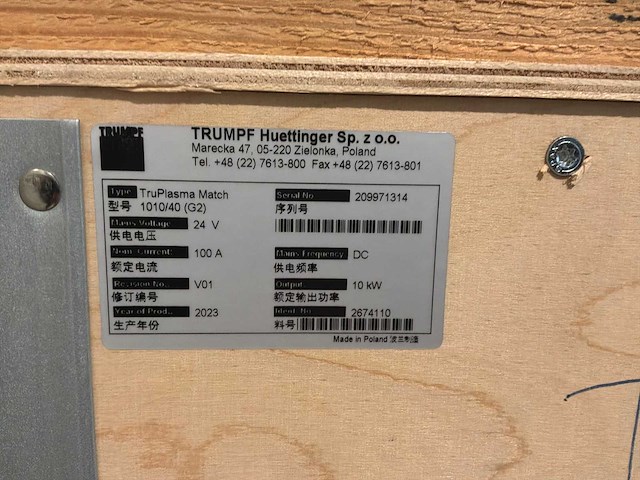 TRUMPF
TRUMPF Huettinger Sp. z o.o.
Marecka 47, 05-220 Zielonka, Poland
Tel. +48 (22) 7613-800 Fax +48 (22) 7613-801
Type TruPlasma Match
型号 1010/40 (G2)
Serial No 209971314
序列号
Mains Voltage 24 V
供电电压
Nom. Current 100 A
额定电流
Mains Frequency DC
供电频率
Revision No. V01
修订编号
Output 10 kW
额定输出功率
Year of Prod. 2023
生产年份
Ident. No 2674110
料号
Made in Poland 波兰制造